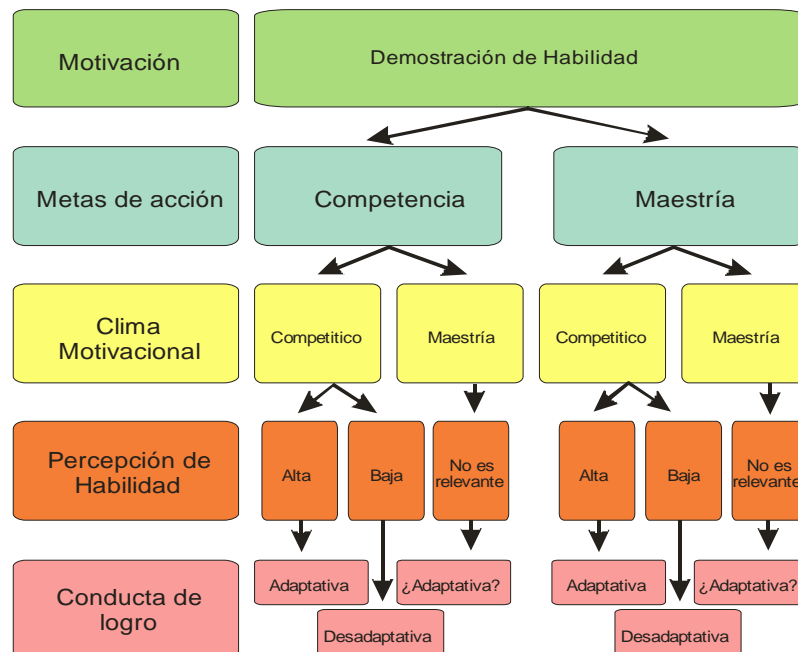 Motivación
Demostración de Habilidad
Metas de acción
Competencia
Maestría
Clima
Motivacional
Competitico
Maestría
Competitico
Maestría
Percepción de
Habilidad
Alta
Baja
No es
relevante
Alta
Baja
No es
relevante
Conducta de
logro
Adaptativa
¿Adaptativa?
Adaptativa
¿Adaptativa?
Desadaptativa
Desadaptativa